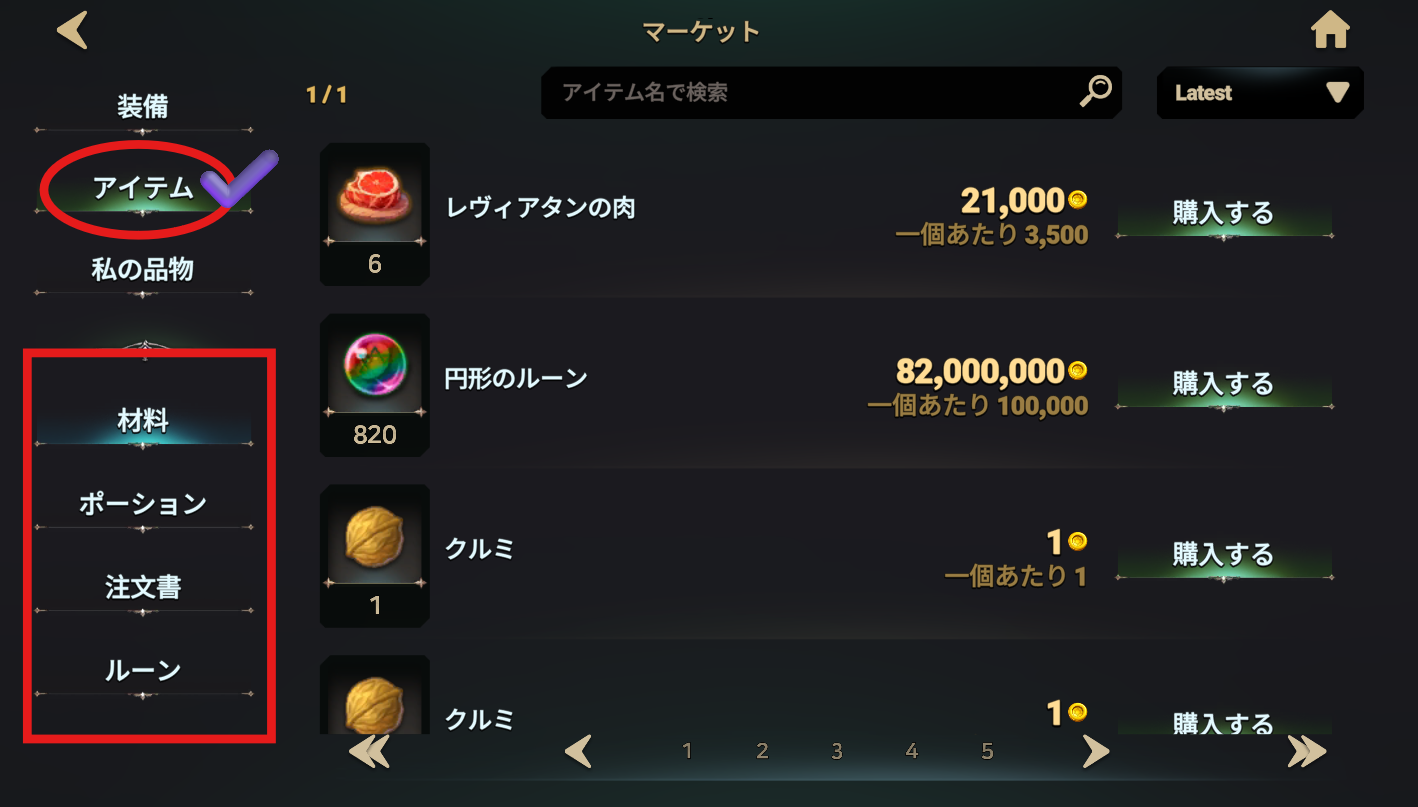 マーケット
装備
アイテム
私の品物
材料
ポーション
注文書
ルーン
1/1
アイテム名で検索
Latest
レヴィアタンの肉
6
21,000
一個あたり 3,500
購入する
円形のルーン
820
82,000,000
一個あたり 100,000
購入する
クルミ
1
1
一個あたり 1
購入する
クルミ
1
購入する
1 2 3 4 5